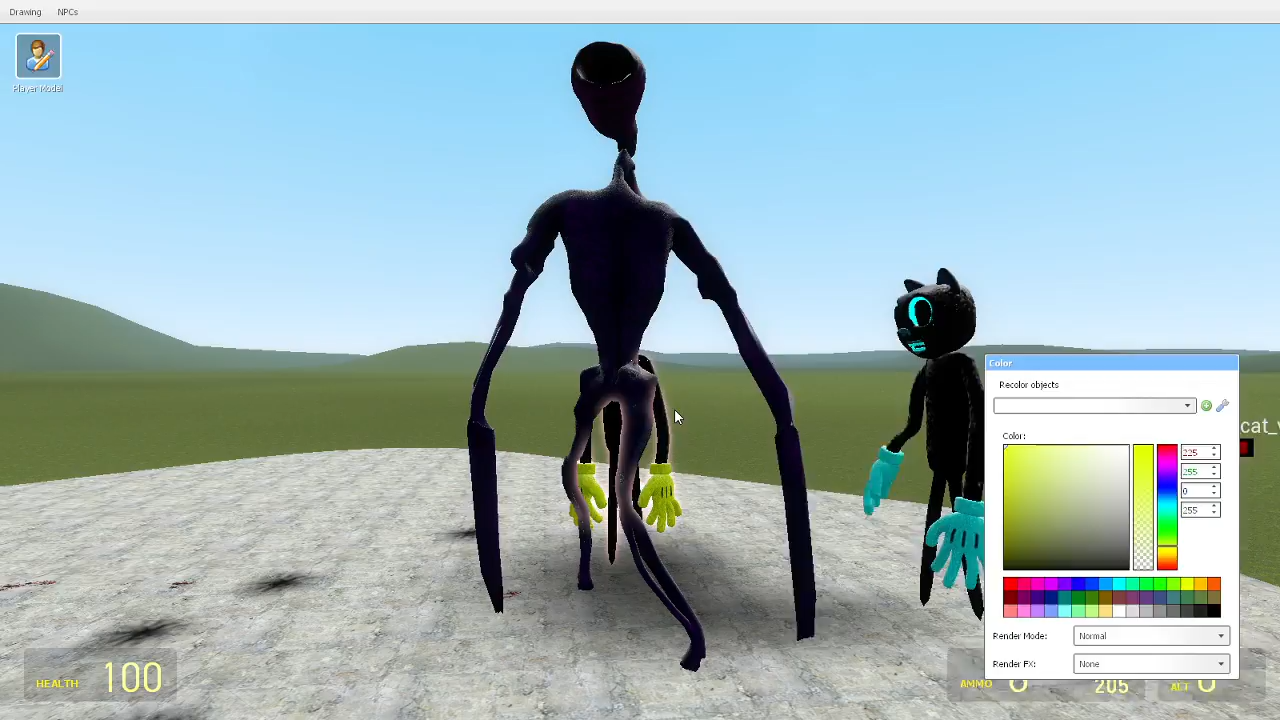 Drawing NPCs
Player Model
Color
Recolor objects
cat_
Color:
225
255
0
255
Render Mode: Normal
Render FX: None
HEALTH 100
AMMO 0 205 ALT 0